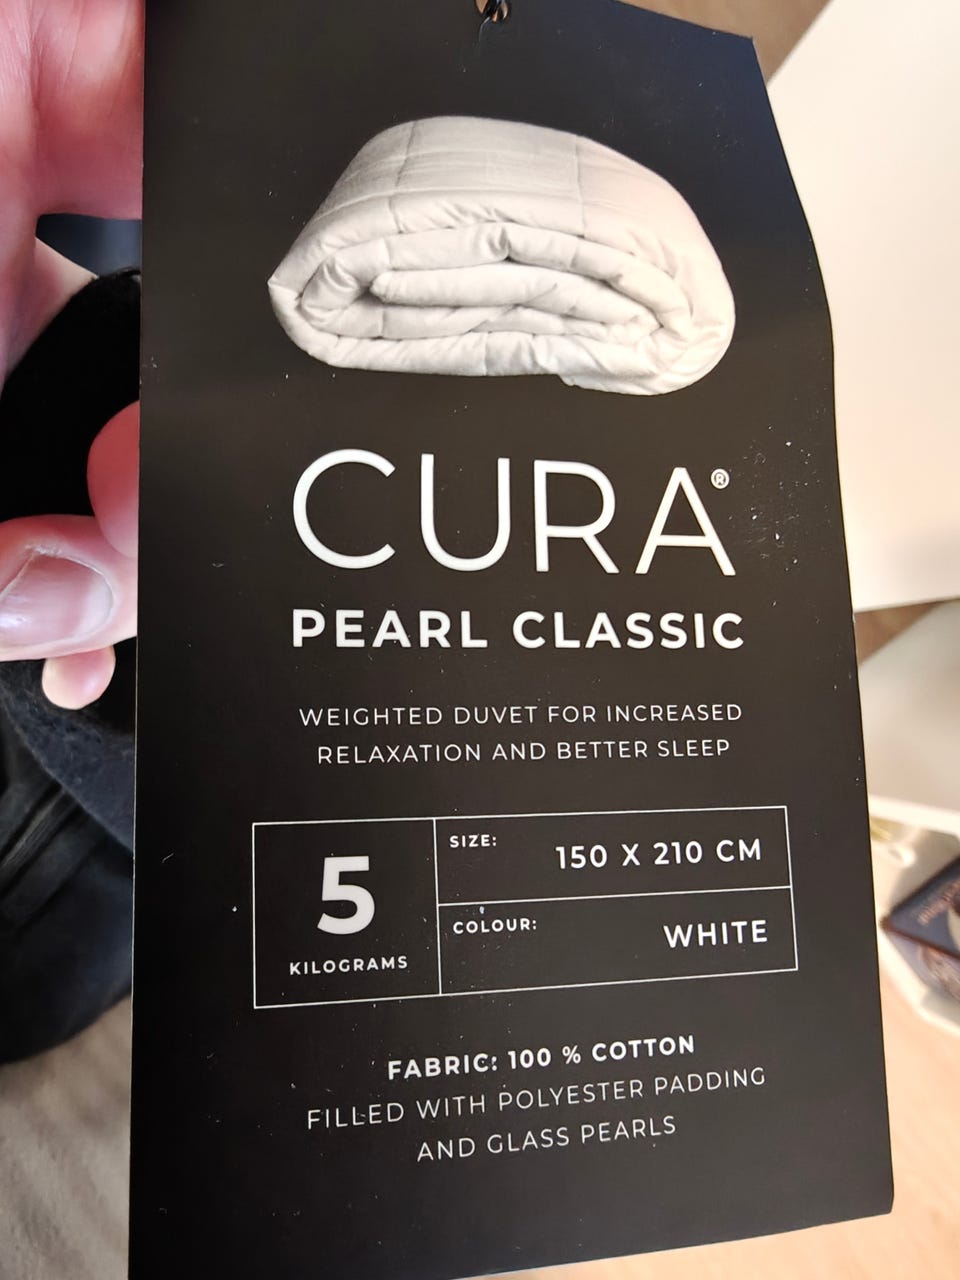 CURA®
PEARL CLASSIC
WEIGHTED DUVET FOR INCREASED
RELAXATION AND BETTER SLEEP
5
KILOGRAMS
SIZE:
150 X 210 CM
COLOUR:
WHITE
FABRIC: 100 % COTTON
FILLED WITH POLYESTER PADDING
AND GLASS PEARLS